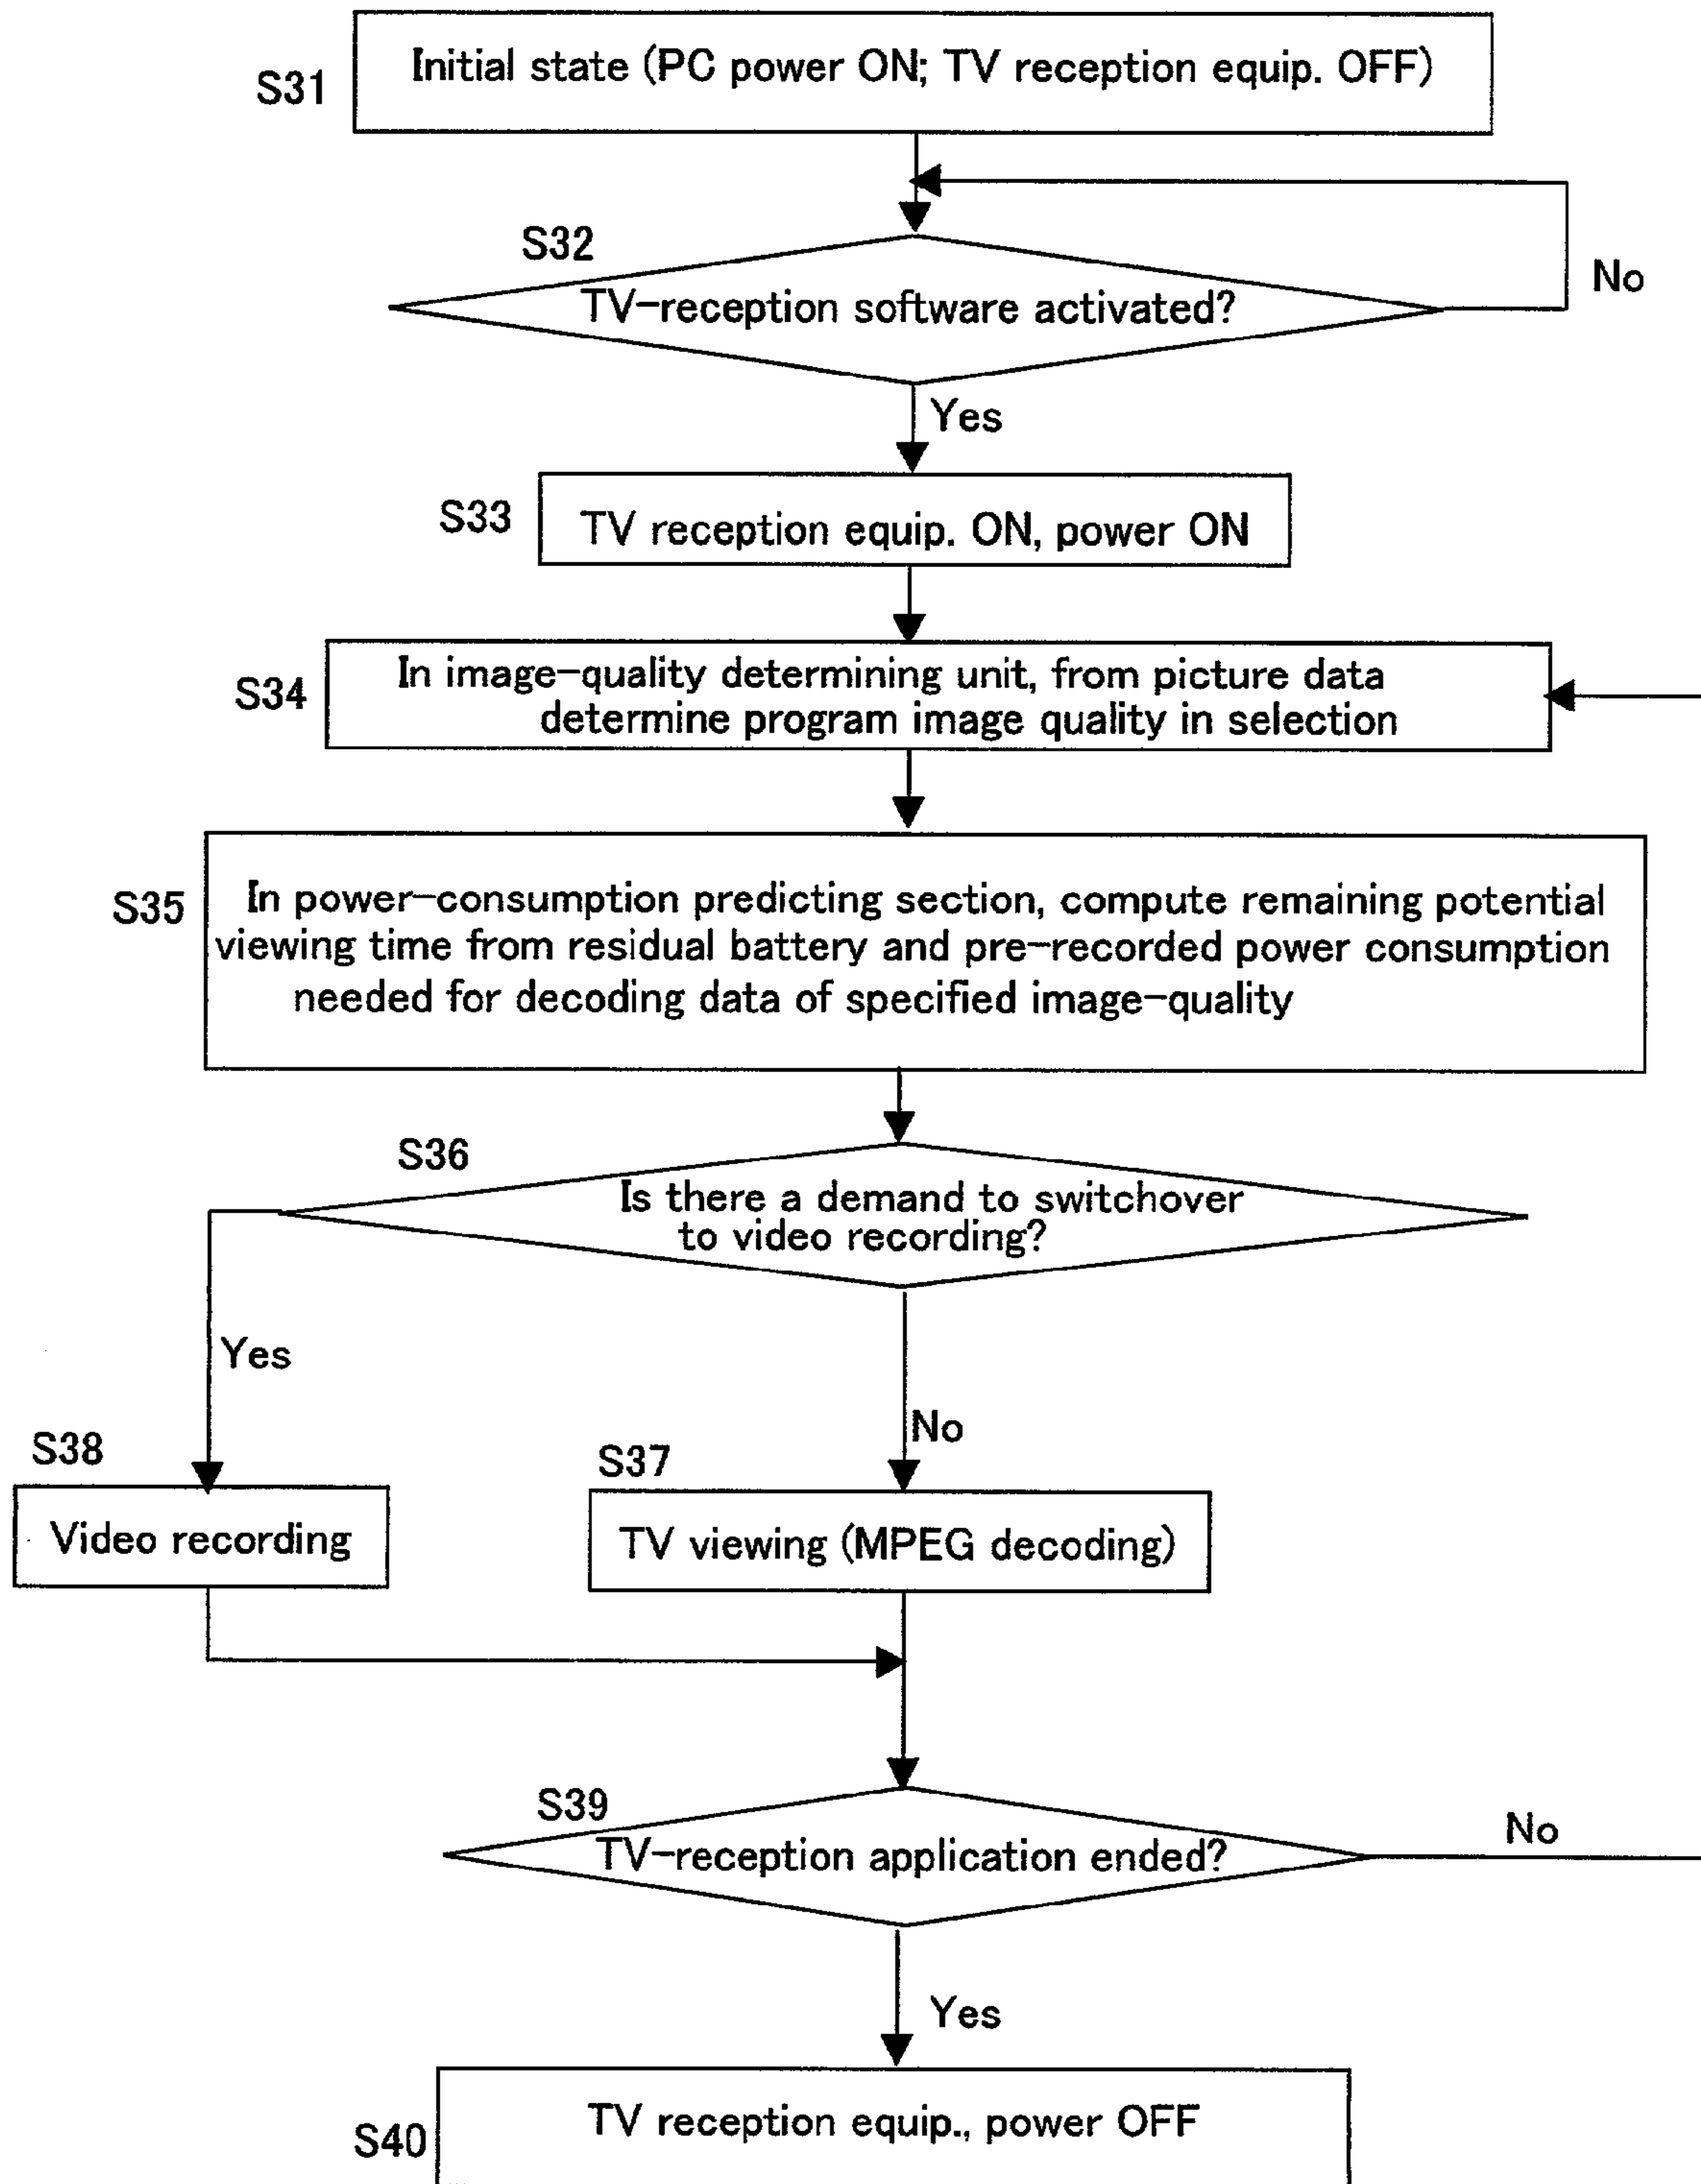 S31
Initial state (PC power ON; TV reception equip. OFF)
S32
TV-reception software activated?
No
Yes
S33
TV reception equip. ON, power ON
S34
In image-quality determining unit, from picture data
determine program image quality in selection
S35
In power-consumption predicting section, compute remaining potential
viewing time from residual battery and pre-recorded power consumption
needed for decoding data of specified image-quality
S36
Is there a demand to switchover
to video recording?
Yes
No
S38
Video recording
S37
TV viewing (MPEG decoding)
S39
TV-reception application ended?
No
Yes
S40
TV reception equip., power OFF